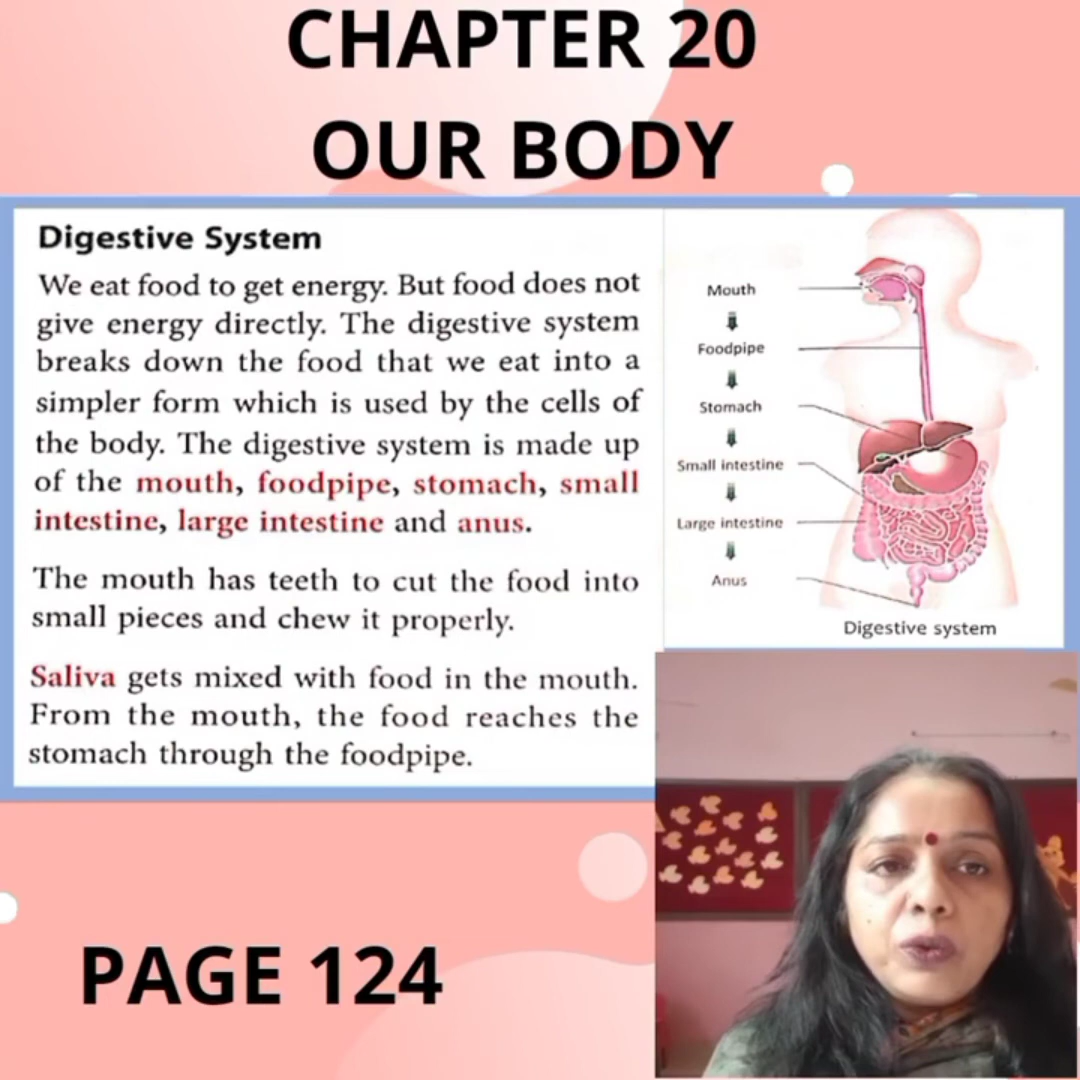 CHAPTER 20
OUR BODY
Digestive System
We eat food to get energy. But food does not
give energy directly. The digestive system
breaks down the food that we eat into a
simpler form which is used by the cells of
the body. The digestive system is made up
of the mouth, foodpipe, stomach, small
intestine, large intestine and anus.
The mouth has teeth to cut the food into
small pieces and chew it properly.
Saliva gets mixed with food in the mouth.
From the mouth, the food reaches the
stomach through the foodpipe.
Mouth
Foodpipe
Stomach
Small intestine
Large intestine
Anus
Digestive system
PAGE 124